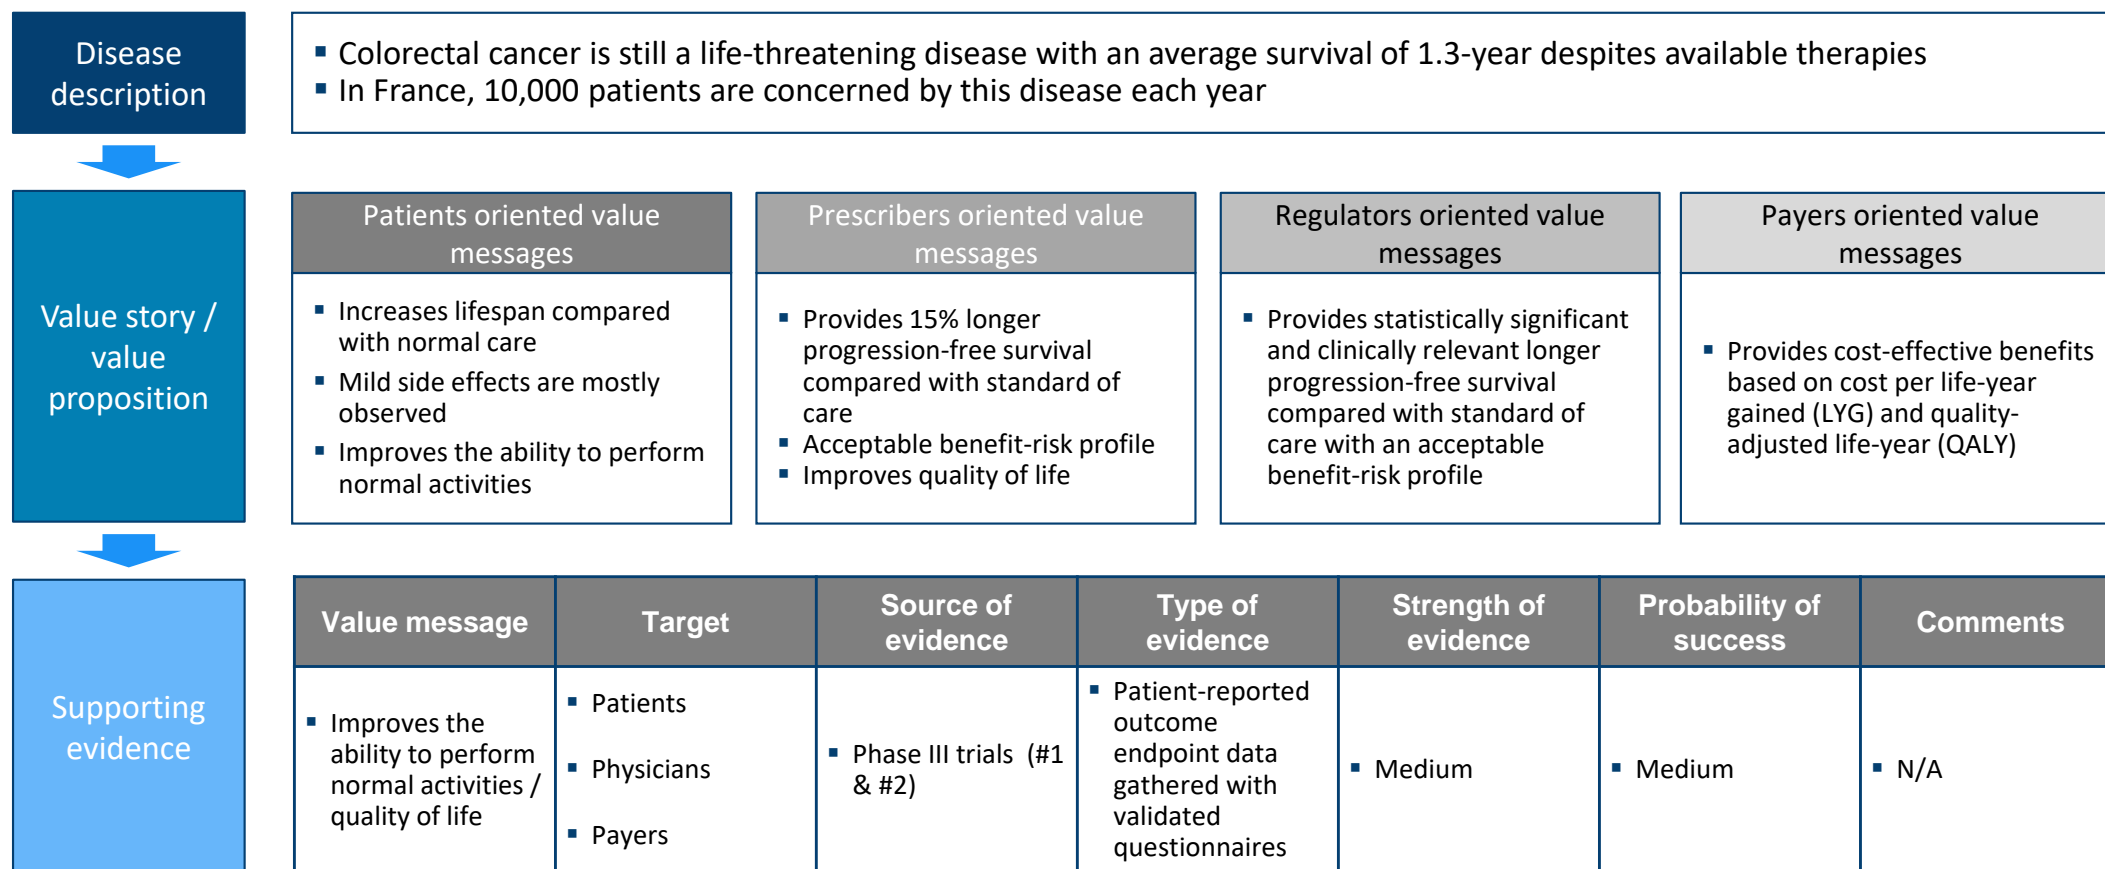 Disease
description
▪ Colorectal cancer is still a life-threatening disease with an average survival of 1.3-year despites available therapies
▪ In France, 10,000 patients are concerned by this disease each year
Value story /
value
proposition
Patients oriented value
messages
▪ Increases lifespan compared
with normal care
▪ Mild side effects are mostly
observed
▪ Improves the ability to perform
normal activities
Prescribers oriented value
messages
▪ Provides 15% longer
progression-free survival
compared with standard of
care
▪ Acceptable benefit-risk profile
▪ Improves quality of life
Regulators oriented value
messages
▪ Provides statistically significant
and clinically relevant longer
progression-free survival
compared with standard of
care with an acceptable
benefit-risk profile
Payers oriented value
messages
▪ Provides cost-effective benefits
based on cost per life-year
gained (LYG) and quality-
adjusted life-year (QALY)
Supporting
evidence
Value message
Target
Source of
evidence
Type of
evidence
Strength of
evidence
Probability of
success
Comments
▪ Improves the
ability to perform
normal activities /
quality of life
▪ Patients
▪ Physicians
▪ Payers
▪ Phase III trials (#1
& #2)
▪ Patient-reported
outcome
endpoint data
gathered with
validated
questionnaires
▪ Medium
▪ Medium
▪ N/A